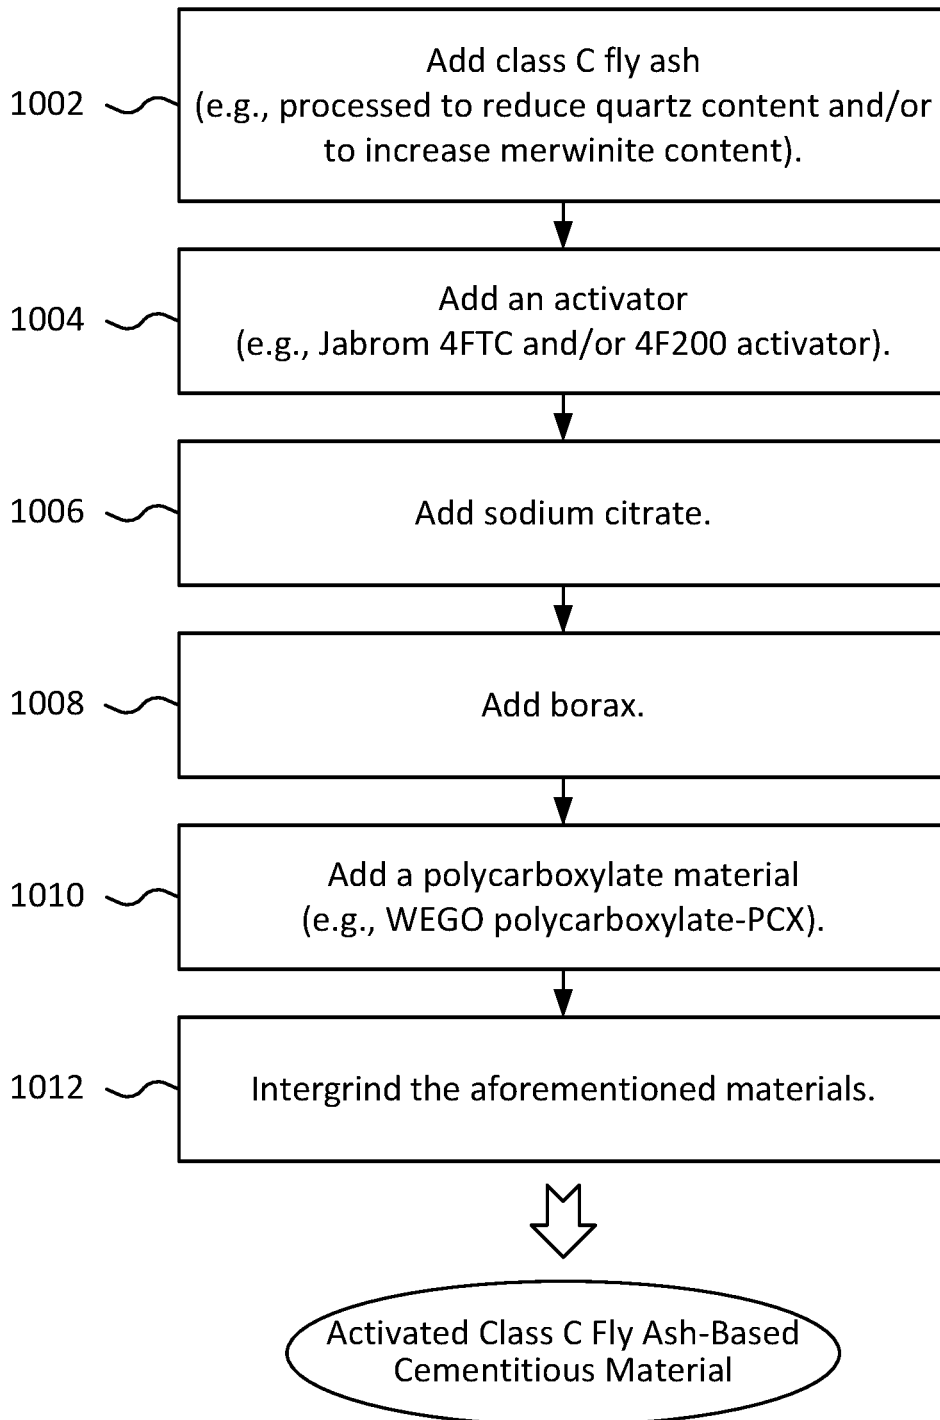 1002
Add class C fly ash
(e.g., processed to reduce quartz content and/or
to increase merwinite content).
1004
Add an activator
(e.g., Jabrom 4FTC and/or 4F200 activator).
1006
Add sodium citrate.
1008
Add borax.
1010
Add a polycarboxylate material
(e.g., WEGO polycarboxylate-PCX).
1012
Intergrind the aforementioned materials.
Activated Class C Fly Ash-Based
Cementitious Material